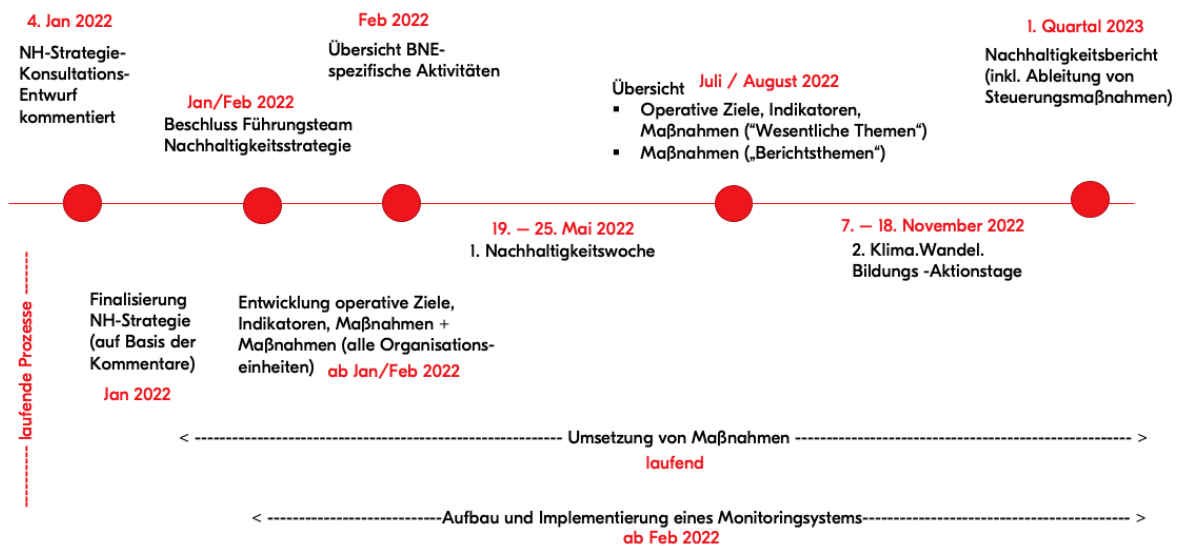 4. Jan 2022
NH-Strategie-
Konsultations-
Entwurf
kommentiert
Jan/Feb 2022
Beschluss Führungsteam
Nachhaltigkeitsstrategie
Feb 2022
Übersicht BNE-
spezifische Aktivitäten
Übersicht
Juli / August 2022
▪ Operative Ziele, Indikatoren,
Maßnahmen (“Wesentliche Themen“)
▪ Maßnahmen („Berichtsthemen“)
1. Quartal 2023
Nachhaltigkeitsbericht
(inkl. Ableitung von
Steuerungsmaßnahmen)
19. – 25. Mai 2022
1. Nachhaltigkeitswoche
7. – 18. November 2022
2. Klima.Wandel.
Bildungs -Aktionstage
-------- laufende Prozesse --------
Finalisierung
NH-Strategie
(auf Basis der
Kommentare)
Jan 2022
Entwicklung operative Ziele,
Indikatoren, Maßnahmen +
Maßnahmen (alle Organisations-
einheiten)
ab Jan/Feb 2022
< ------------------------------------------------------------ Umsetzung von Maßnahmen ------------------------------------------------------- >
laufend
< ----------------------------Aufbau und Implementierung eines Monitoringsystems-------------------------------------------- >
ab Feb 2022